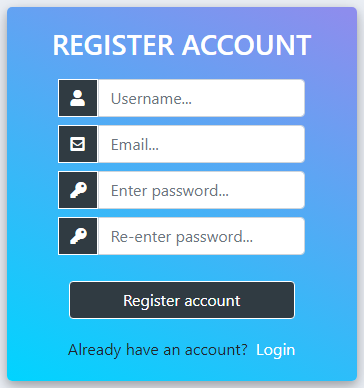 REGISTER ACCOUNT
Username...
Email...
Enter password...
Re-enter password...
Register account
Already have an account? Login